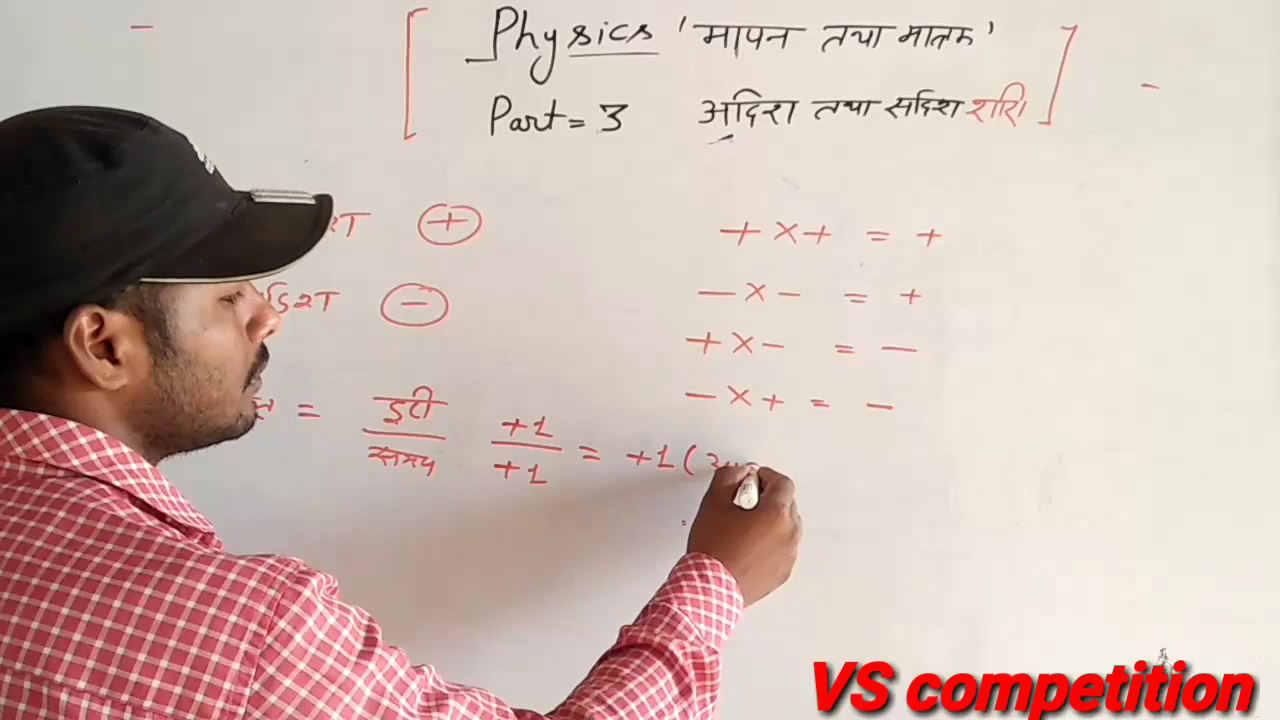 Physics 'मापन तथा मात्रक'
Part = 3 अदिश तथा सदिश राशि
+
+ × + = +
-
- × - = +
+ × - = -
- × + = -
= दूरी / समय +1 / +1 = +1 (
VS competition